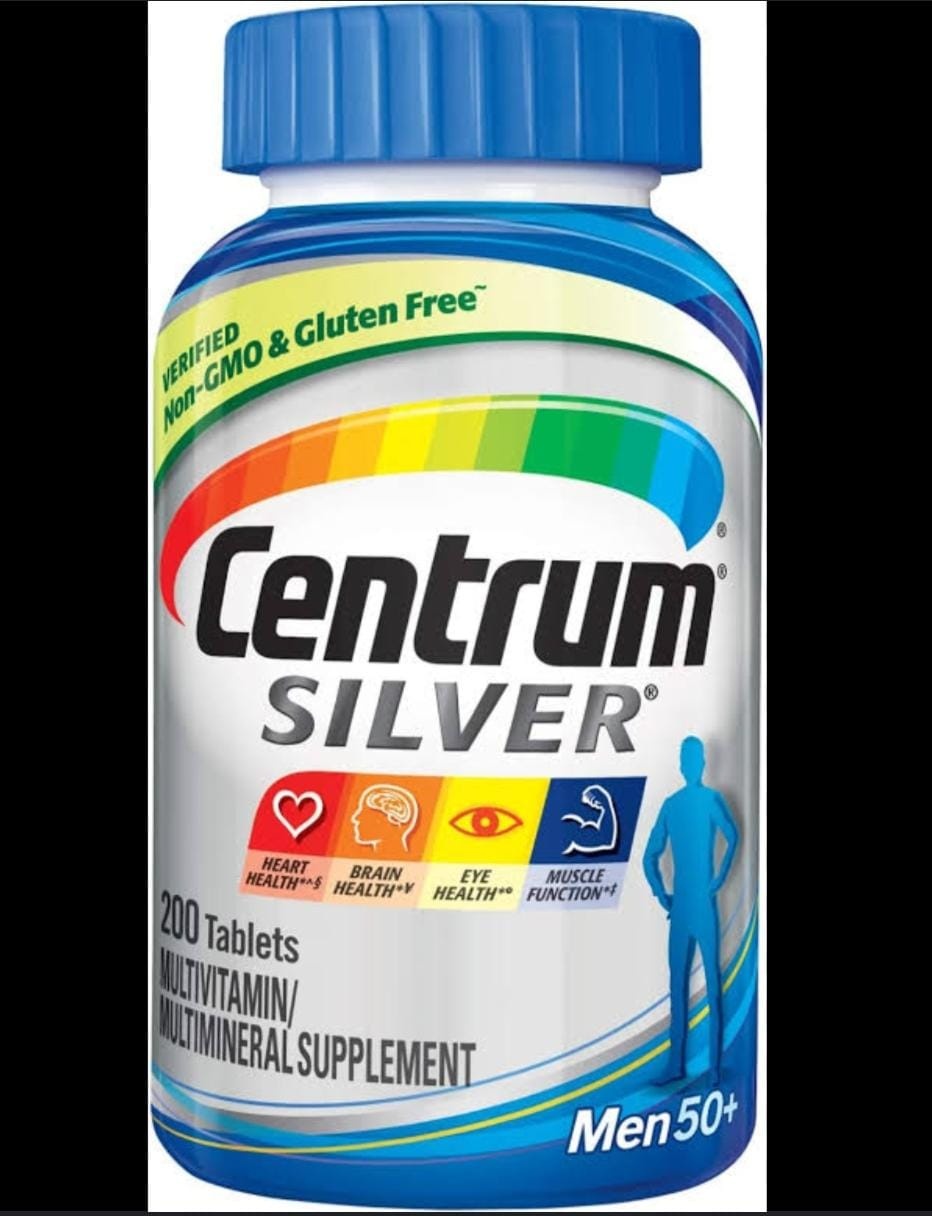 VERIFIED
Non-GMO & Gluten Free~
Centrum®
®
SILVER®
HEART
HEALTH*^§
BRAIN
HEALTH*¥
EYE
HEALTH*°
MUSCLE
FUNCTION*‡
200 Tablets
MULTIVITAMIN/
MULTIMINERAL SUPPLEMENT
Men 50+